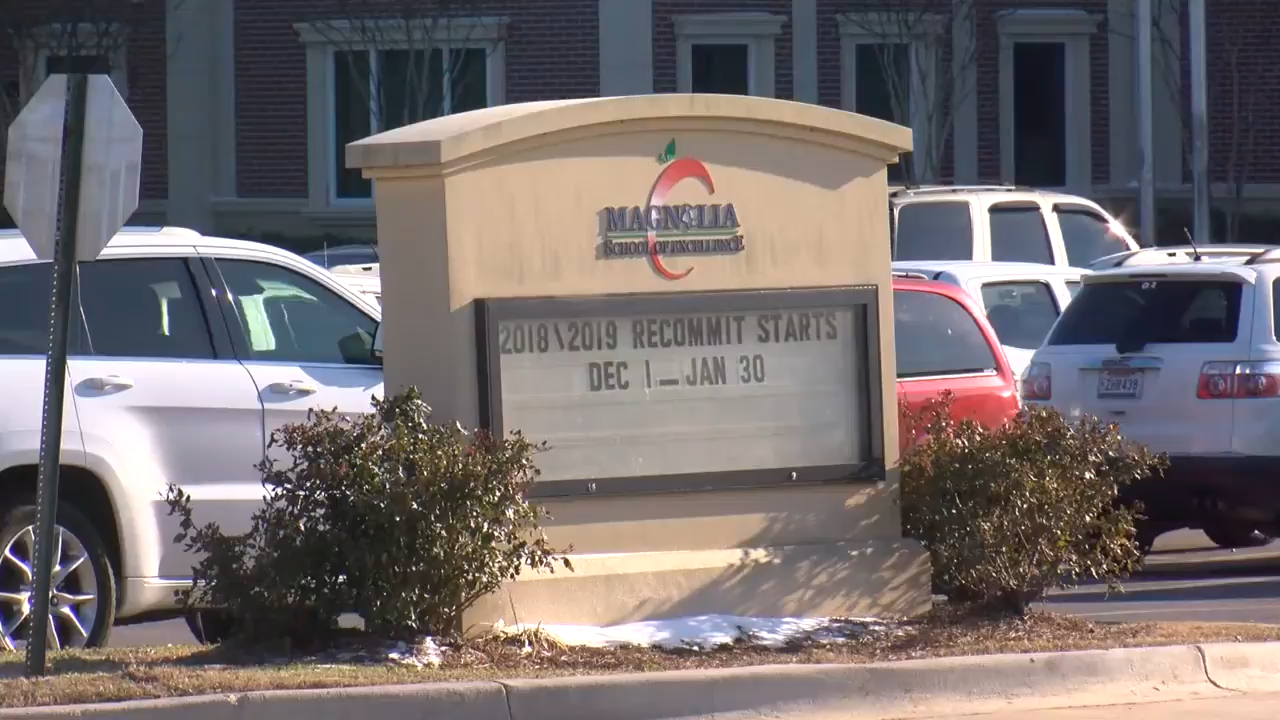 MAGNOLIA
SCHOOL OF EXCELLENCE
2018\2019 RECOMMIT STARTS
DEC 1 – JAN 30